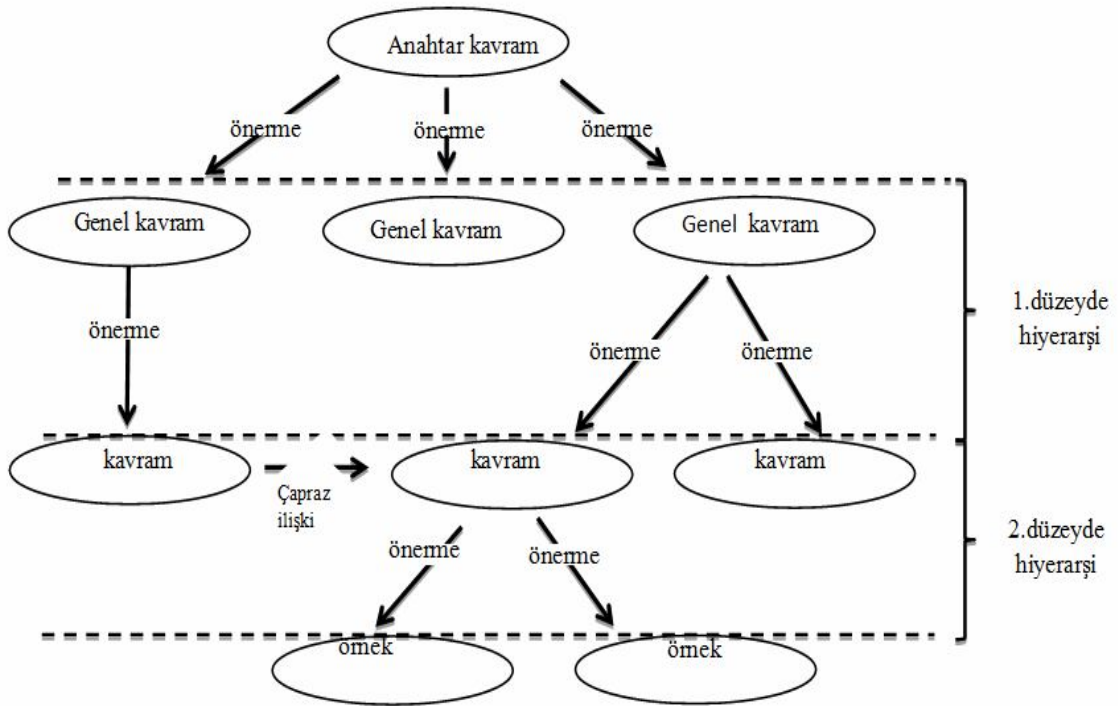 Anahtar kavram
önerme
önerme
önerme
Genel kavram
Genel kavram
Genel kavram
önerme
önerme
önerme
1.düzeyde
hiyerarşi
kavram
kavram
kavram
Çapraz
ilişki
önerme
önerme
2.düzeyde
hiyerarşi
örnek
örnek